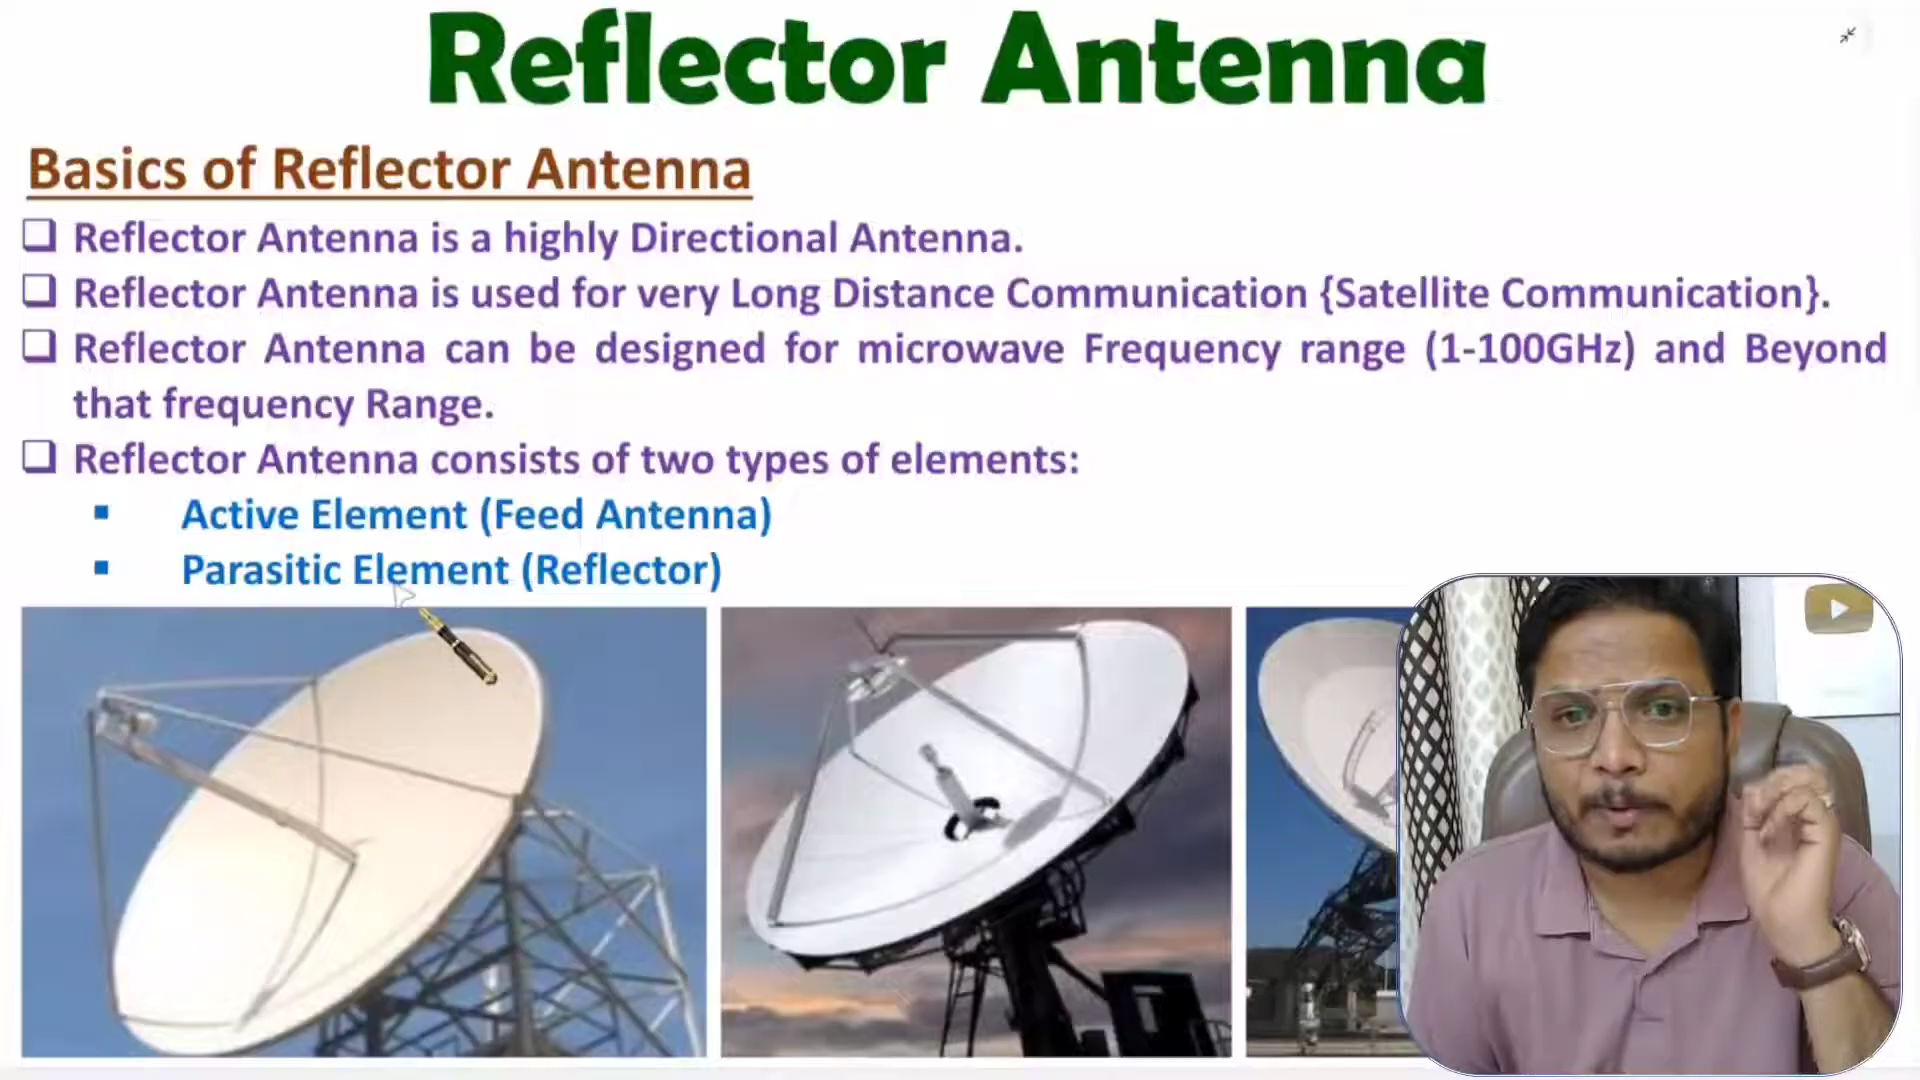 Reflector Antenna
Basics of Reflector Antenna
Reflector Antenna is a highly Directional Antenna.
Reflector Antenna is used for very Long Distance Communication {Satellite Communication}.
Reflector Antenna can be designed for microwave Frequency range (1-100GHz) and Beyond
that frequency Range.
Reflector Antenna consists of two types of elements:
Active Element (Feed Antenna)
Parasitic Element (Reflector)